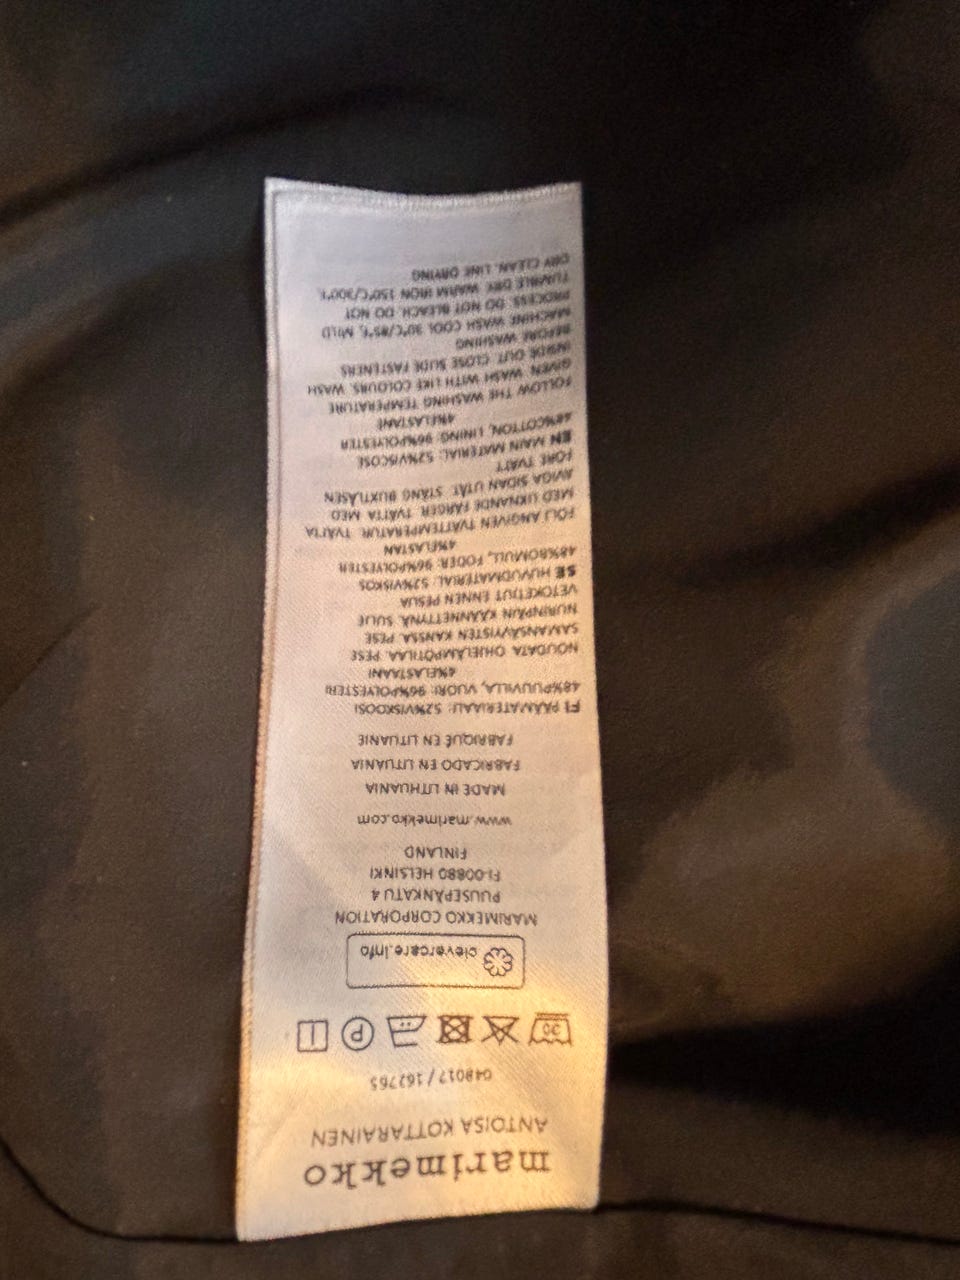 marimekko
ANTOISA KOTTARAINEN
048017 / 162765
30
P
clevercare.info
MARIMEKKO CORPORATION
PUUSEPÄNKATU 4
FI-00880 HELSINKI
FINLAND
www.marimekko.com
MADE IN LITHUANIA
FABRICADO EN LITUANIA
FABRIQUÉ EN LITUANIE
FI PÄÄMATERIAALI: 52%VISKOOSI
48%PUUVILLA, VUORI: 96%POLYESTERI
4%ELASTAANI
NOUDATA OHJELÄMPÖTILAA. PESE
SAMANSÄVYISTEN KANSSA. PESE
NURINPÄIN KÄÄNNETTYNÄ. SULJE
VETOKETJUT ENNEN PESUA
SE HUVUDMATERIAL: 52%VISKOS
48%BOMULL, FODER: 96%POLYESTER
4%ELASTAN
FÖLJ ANGIVEN TVÄTTEMPERATUR. TVÄTTA
MED LIKNANDE FÄRGER. TVÄTTA MED
AVIGA SIDAN UTÅT. STÄNG BLIXTLÅSEN
FÖRE TVÄTT
EN MAIN MATERIAL: 52%VISCOSE
48%COTTON, LINING: 96%POLYESTER
4%ELASTANE
FOLLOW THE WASHING TEMPERATURE
GIVEN. WASH WITH LIKE COLOURS. WASH
INSIDE OUT. CLOSE SLIDE FASTENERS
BEFORE WASHING
MACHINE WASH COOL 30°C/85°F, MILD
PROCESS. DO NOT BLEACH. DO NOT
TUMBLE DRY. WARM IRON 150°C/300°F.
DRY CLEAN. LINE DRYING